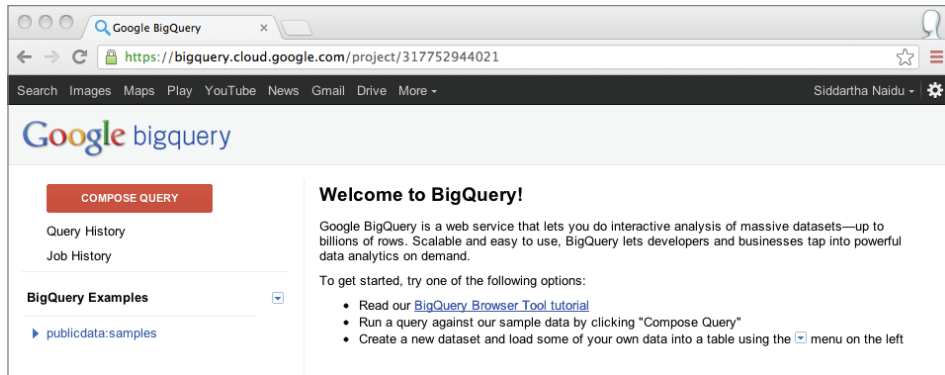 Google BigQuery
https://bigquery.cloud.google.com/project/317752944021
Search Images Maps Play YouTube News Gmail Drive More Siddartha Naidu
Google bigquery
COMPOSE QUERY
Query History
Job History
BigQuery Examples
publicdata:samples
Welcome to BigQuery!
Google BigQuery is a web service that lets you do interactive analysis of massive datasets—up to
billions of rows. Scalable and easy to use, BigQuery lets developers and businesses tap into powerful
data analytics on demand.
To get started, try one of the following options:
• Read our BigQuery Browser Tool tutorial
• Run a query against our sample data by clicking "Compose Query"
• Create a new dataset and load some of your own data into a table using the menu on the left